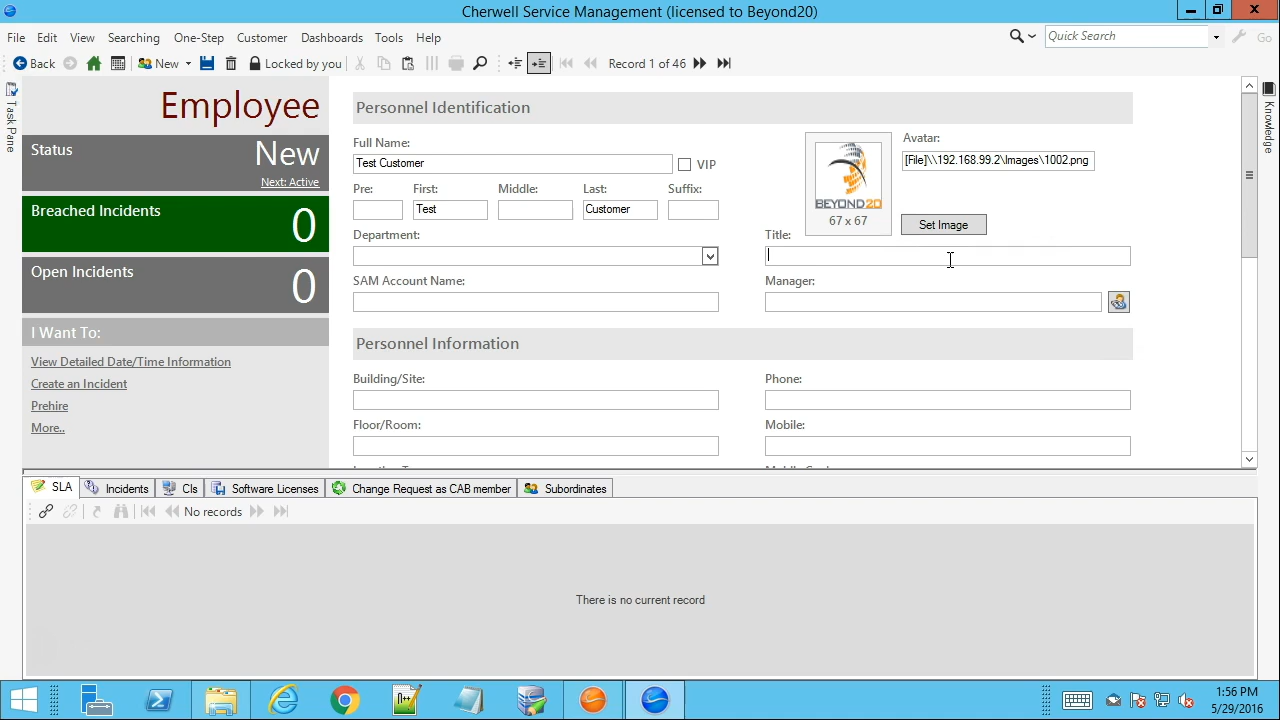 Cherwell Service Management (licensed to Beyond20)
File Edit View Searching One-Step Customer Dashboards Tools Help
Quick Search
Go
Back
New
Locked by you
Record 1 of 46
Task Pane
Knowledge
Employee
Status
New
Next: Active
Breached Incidents
0
Open Incidents
0
I Want To:
View Detailed Date/Time Information
Create an Incident
Prehire
More..
Personnel Identification
Full Name:
Test Customer
VIP
Pre: First: Middle: Last: Suffix:
Test Customer
Department:
SAM Account Name:
BEYOND20
67 x 67
Avatar:
[File]\\192.168.99.2\Images\1002.png
Set Image
Title:
Manager:
Personnel Information
Building/Site:
Phone:
Floor/Room:
Mobile:
SLA Incidents CIs Software Licenses Change Request as CAB member Subordinates
No records
There is no current record
1:56 PM
5/29/2016